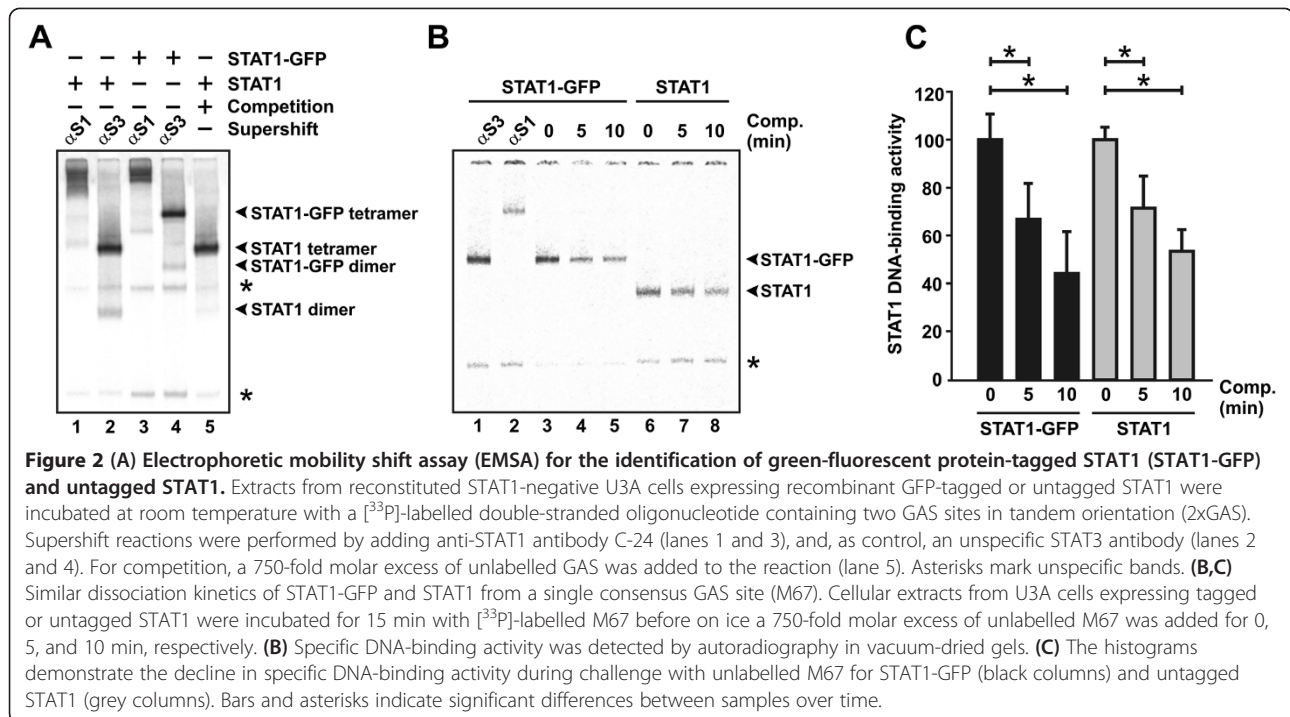 A
− − + + − STAT1-GFP
+ + − − + STAT1
− − − − + Competition
αS1 αS3 αS1 αS3 − Supershift
STAT1-GFP tetramer
STAT1 tetramer
STAT1-GFP dimer
*
STAT1 dimer
*
1 2 3 4 5
B
STAT1-GFP STAT1
αS3 αS1 0 5 10 0 5 10 Comp. (min)
STAT1-GFP
STAT1
*
1 2 3 4 5 6 7 8
C
* *
* *
STAT1 DNA-binding activity
120
100
80
60
40
20
0
0 5 10 0 5 10 Comp. (min)
STAT1-GFP STAT1
Figure 2 (A) Electrophoretic mobility shift assay (EMSA) for the identification of green-fluorescent protein-tagged STAT1 (STAT1-GFP)
and untagged STAT1. Extracts from reconstituted STAT1-negative U3A cells expressing recombinant GFP-tagged or untagged STAT1 were
incubated at room temperature with a [³³P]-labelled double-stranded oligonucleotide containing two GAS sites in tandem orientation (2xGAS).
Supershift reactions were performed by adding anti-STAT1 antibody C-24 (lanes 1 and 3), and, as control, an unspecific STAT3 antibody (lanes 2
and 4). For competition, a 750-fold molar excess of unlabelled GAS was added to the reaction (lane 5). Asterisks mark unspecific bands. (B,C)
Similar dissociation kinetics of STAT1-GFP and STAT1 from a single consensus GAS site (M67). Cellular extracts from U3A cells expressing tagged
or untagged STAT1 were incubated for 15 min with [³³P]-labelled M67 before on ice a 750-fold molar excess of unlabelled M67 was added for 0,
5, and 10 min, respectively. (B) Specific DNA-binding activity was detected by autoradiography in vacuum-dried gels. (C) The histograms
demonstrate the decline in specific DNA-binding activity during challenge with unlabelled M67 for STAT1-GFP (black columns) and untagged
STAT1 (grey columns). Bars and asterisks indicate significant differences between samples over time.